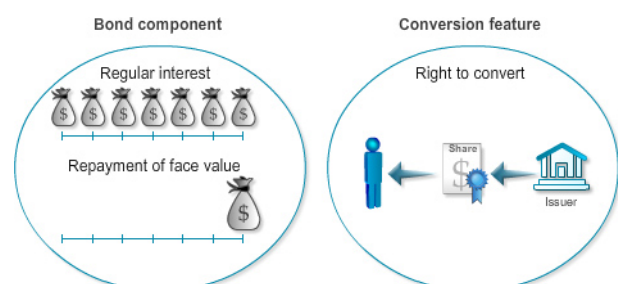 Bond component
Conversion feature
Regular interest
$ $ $ $ $ $ $
Repayment of face value
$
Right to convert
Share
$
Issuer